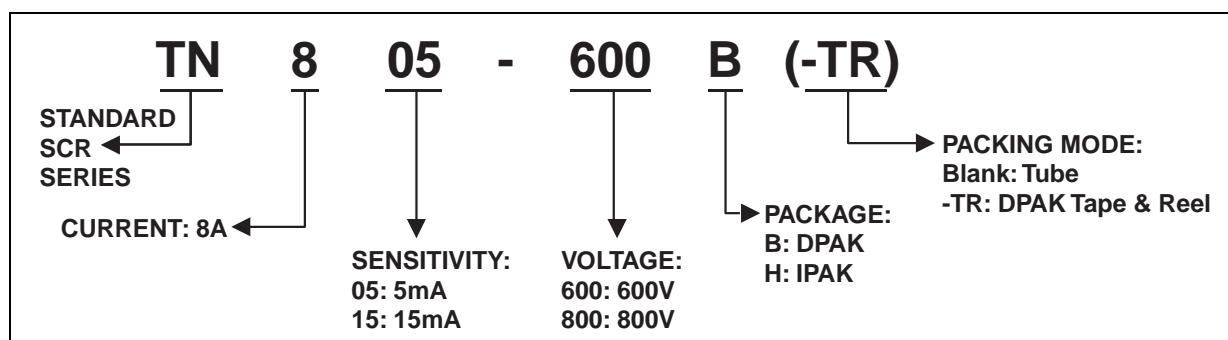 TN 8 05 - 600 B (-TR)
STANDARD
SCR
SERIES
CURRENT: 8A
SENSITIVITY:
05: 5mA
15: 15mA
VOLTAGE:
600: 600V
800: 800V
PACKAGE:
B: DPAK
H: IPAK
PACKING MODE:
Blank: Tube
-TR: DPAK Tape & Reel